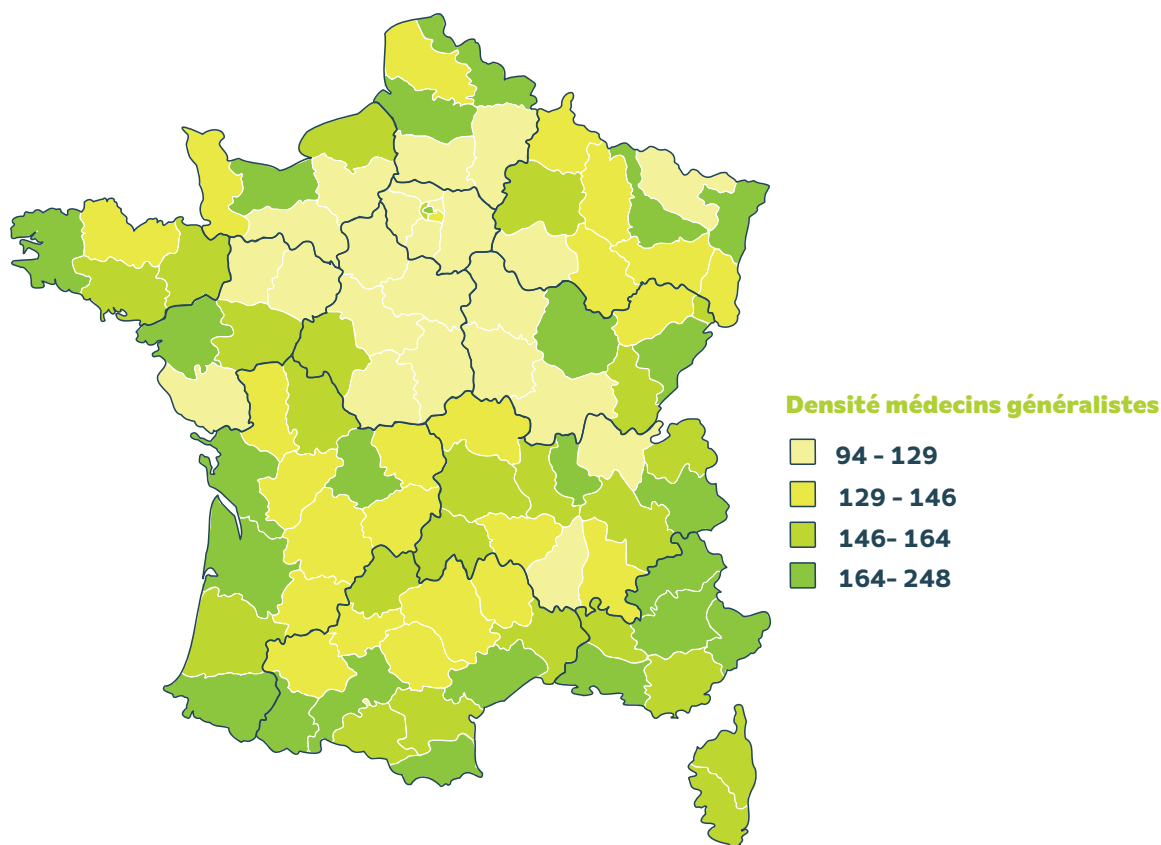 Densité médecins généralistes
94 - 129
129 - 146
146- 164
164- 248